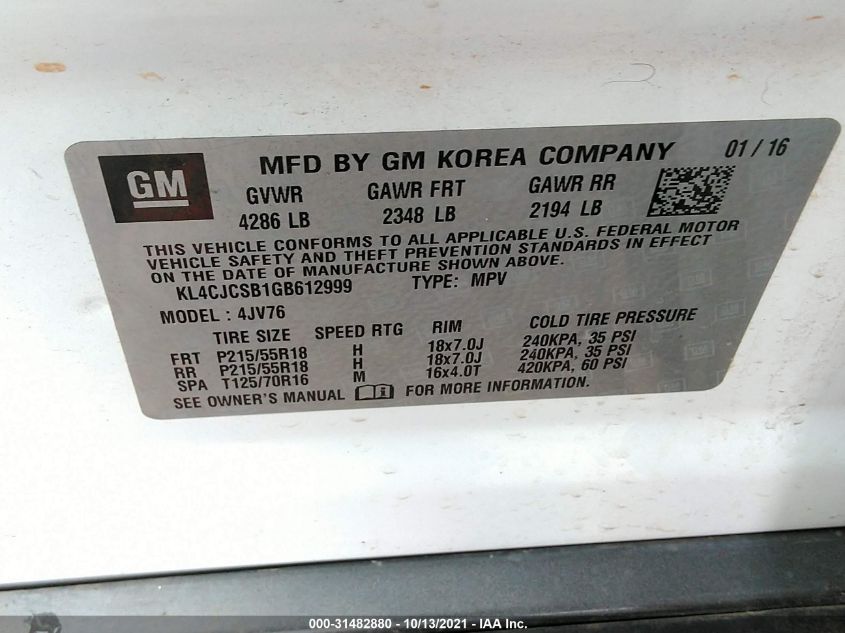 GM
MFD BY GM KOREA COMPANY 01 / 16
GVWR GAWR FRT GAWR RR
4286 LB 2348 LB 2194 LB
THIS VEHICLE CONFORMS TO ALL APPLICABLE U.S. FEDERAL MOTOR
VEHICLE SAFETY AND THEFT PREVENTION STANDARDS IN EFFECT
ON THE DATE OF MANUFACTURE SHOWN ABOVE.
KL4CJCSB1GB612999 TYPE: MPV
MODEL : 4JV76
TIRE SIZE SPEED RTG RIM COLD TIRE PRESSURE
FRT P215/55R18 H 18x7.0J 240KPA, 35 PSI
RR P215/55R18 H 18x7.0J 240KPA, 35 PSI
SPA T125/70R16 M 16x4.0T 420KPA, 60 PSI
SEE OWNER'S MANUAL FOR MORE INFORMATION.
000-31482880 - 10/13/2021 - IAA Inc.